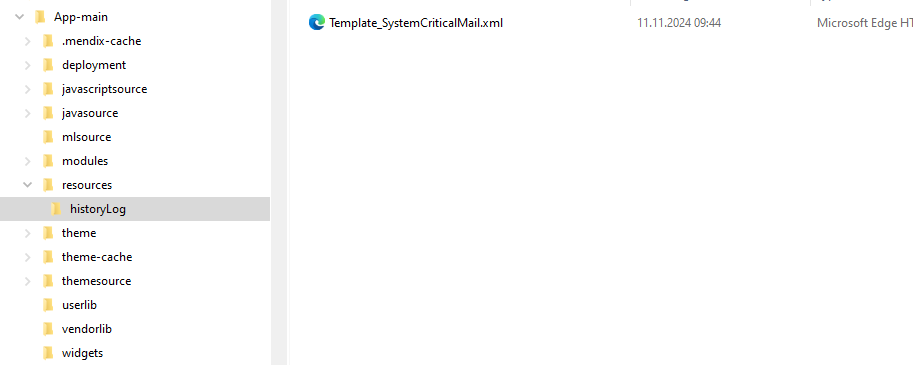 App-main
.mendix-cache
deployment
javascriptsource
javasource
mlsource
modules
resources
historyLog
theme
theme-cache
themesource
userlib
vendorlib
widgets
Template_SystemCriticalMail.xml 11.11.2024 09:44 Microsoft Edge HT